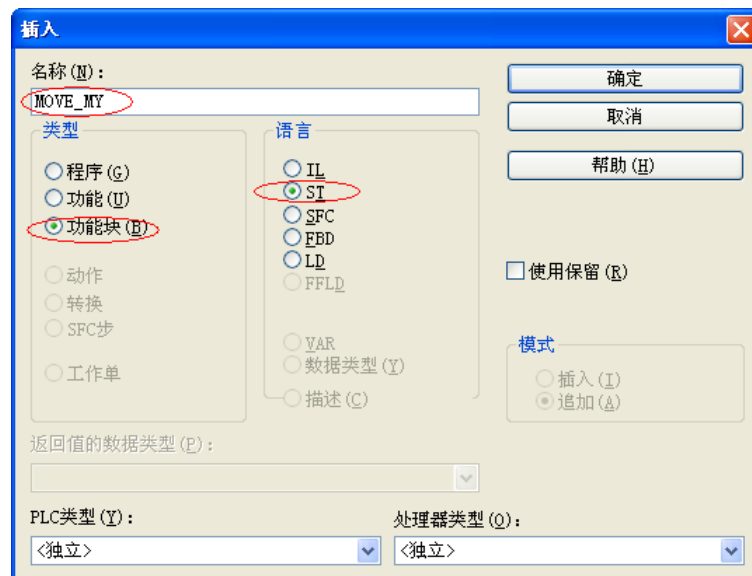 插入
名称(N):
MOVE_MY
确定
取消
帮助(H)
类型
程序(G)
功能(U)
功能块(B)
动作
转换
SFC步
工作单
语言
IL
ST
SFC
FBD
LD
FFLD
VAR
数据类型(Y)
描述(C)
使用保留(R)
模式
插入(I)
追加(A)
返回值的数据类型(P):
PLC类型(Y):
<独立>
处理器类型(O):
<独立>